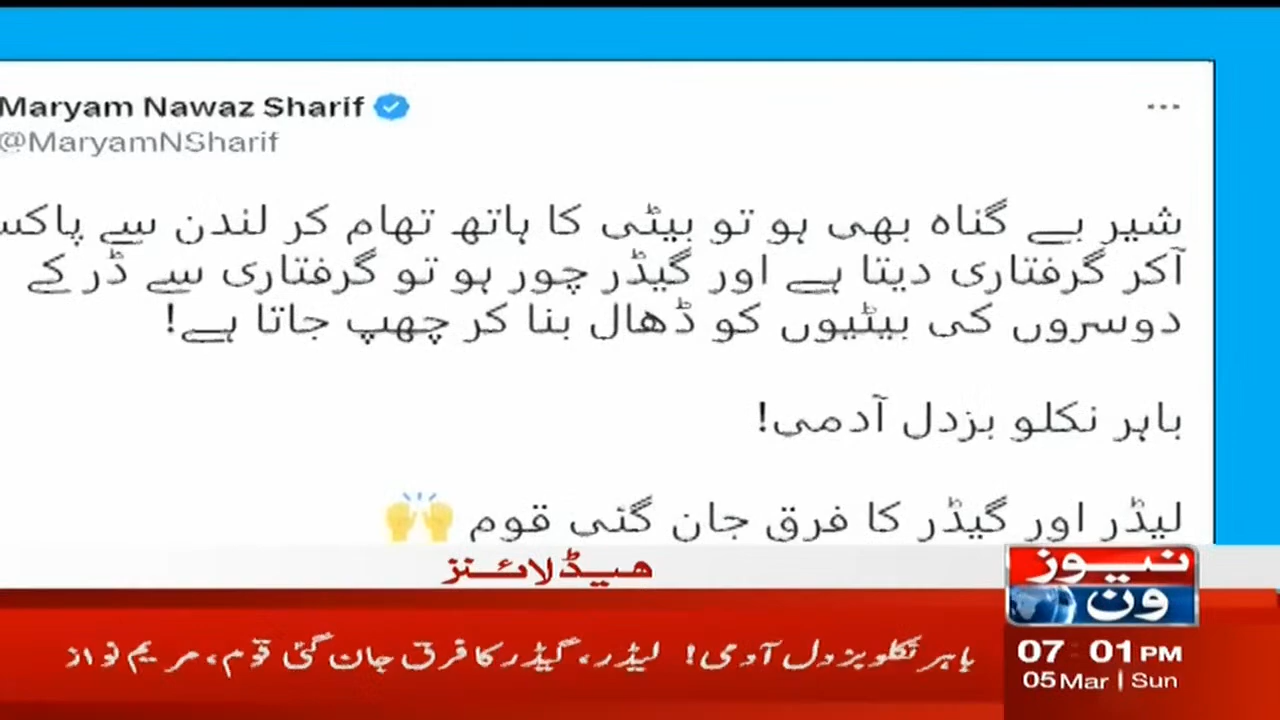 Maryam Nawaz Sharif
@MaryamNSharif
شیر بے گناہ بھی ہو تو بیٹی کا ہاتھ تھام کر لندن سے پاکس
آکر گرفتاری دیتا ہے اور گیڈر چور ہو تو گرفتاری سے ڈر کے
دوسروں کی بیٹیوں کو ڈھال بنا کر چھپ جاتا ہے!
باہر نکلو بزدل آدمی!
لیڈر اور گیڈر کا فرق جان گئی قوم 🙌
ہیڈلائنز
نیوز
ون
باہر نکلو بزدل آدمی! لیڈر، گیڈر کا فرق جان گئی قوم، مریم نواز
07:01 PM
05 Mar | Sun